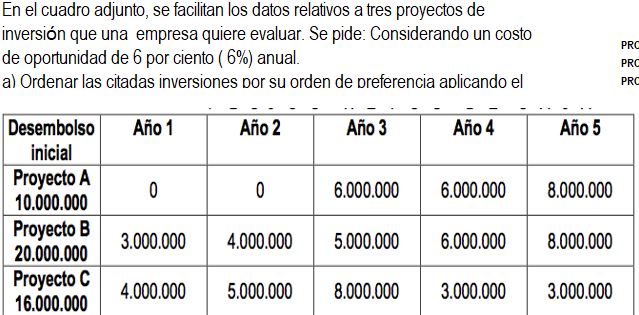 En el cuadro adjunto, se facilitan los datos relativos a tres proyectos de
inversión que una empresa quiere evaluar. Se pide: Considerando un costo
de oportunidad de 6 por ciento ( 6%) anual.
a) Ordenar las citadas inversiones por su orden de preferencia aplicando el
PRO
PRO
PRO
Desembolso inicial Año 1 Año 2 Año 3 Año 4 Año 5
Proyecto A 10.000.000 0 0 6.000.000 6.000.000 8.000.000
Proyecto B 20.000.000 3.000.000 4.000.000 5.000.000 6.000.000 8.000.000
Proyecto C 16.000.000 4.000.000 5.000.000 8.000.000 3.000.000 3.000.000